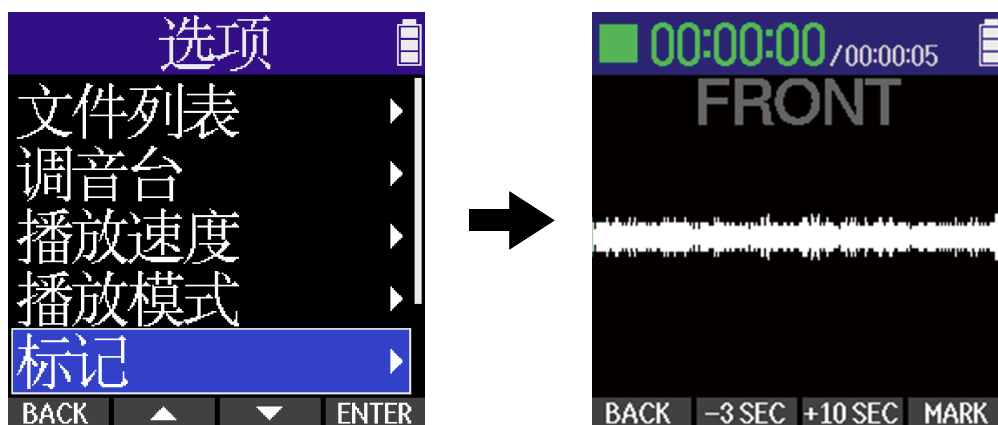 选项
文件列表
调音台
播放速度
播放模式
标记
BACK ENTER
00:00:00/00:00:05
FRONT
BACK -3 SEC +10 SEC MARK